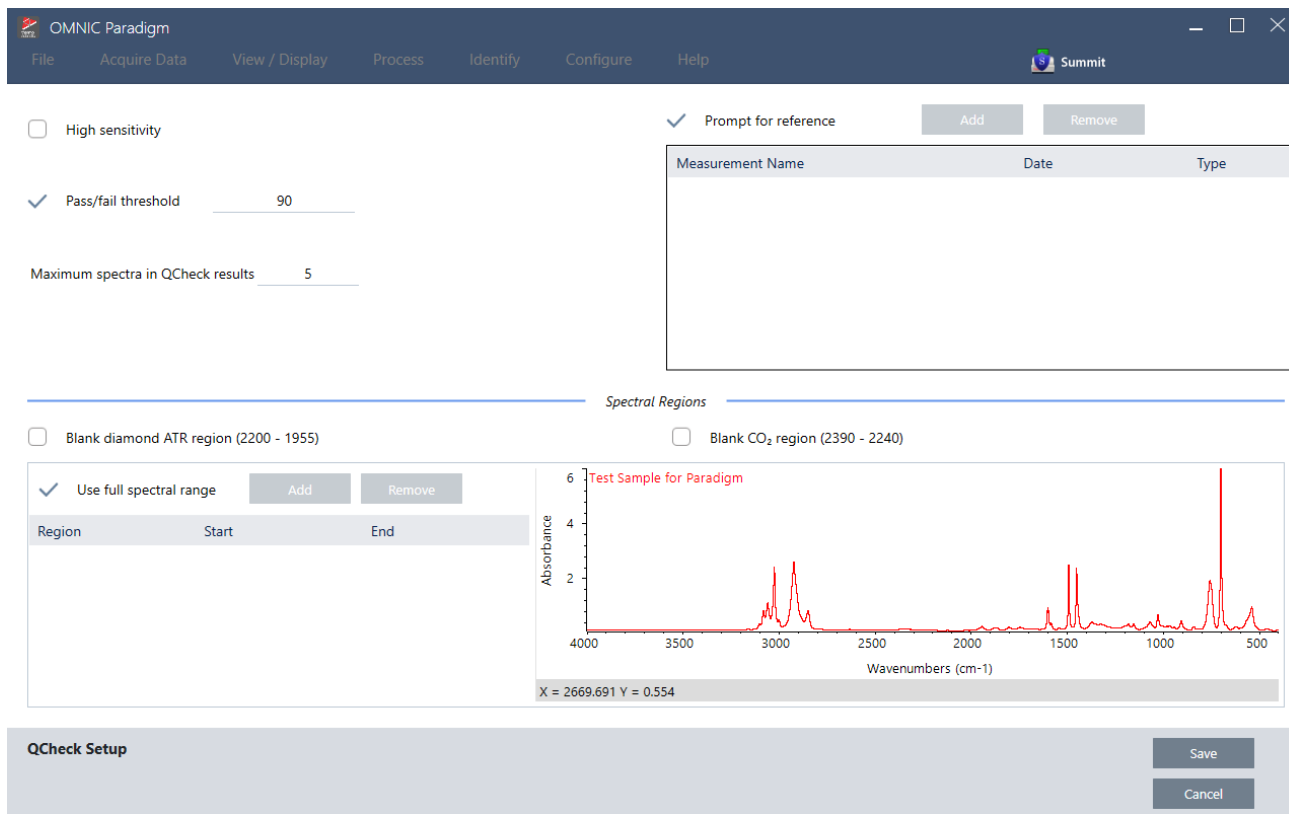 OMNIC Paradigm
File Acquire Data View / Display Process Identify Configure Help Summit
High sensitivity
Prompt for reference Add Remove
Measurement Name Date Type
Pass/fail threshold 90
Maximum spectra in QCheck results 5
Spectral Regions
Blank diamond ATR region (2200 - 1955)
Blank CO₂ region (2390 - 2240)
Use full spectral range Add Remove
Region Start End
Test Sample for Paradigm
Absorbance
6
4
2
4000 3500 3000 2500 2000 1500 1000 500
Wavenumbers (cm-1)
X = 2669.691 Y = 0.554
QCheck Setup
Save
Cancel